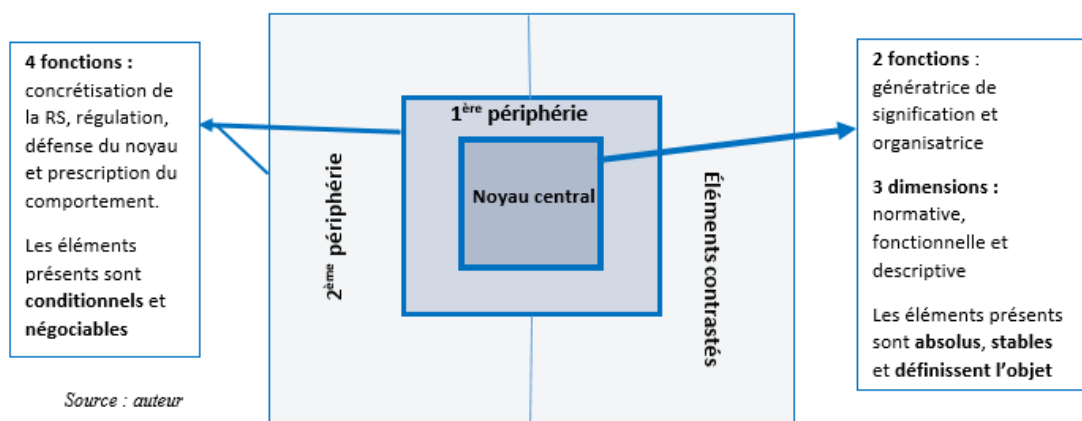 4 fonctions :
concrétisation de
la RS, régulation,
défense du noyau
et prescription du
comportement.
Les éléments
présents sont
conditionnels et
négociables
Source : auteur
2ème périphérie
1ère périphérie
Noyau central
Éléments contrastés
2 fonctions :
génératrice de
signification et
organisatrice
3 dimensions :
normative,
fonctionnelle et
descriptive
Les éléments présents
sont absolus, stables
et définissent l’objet